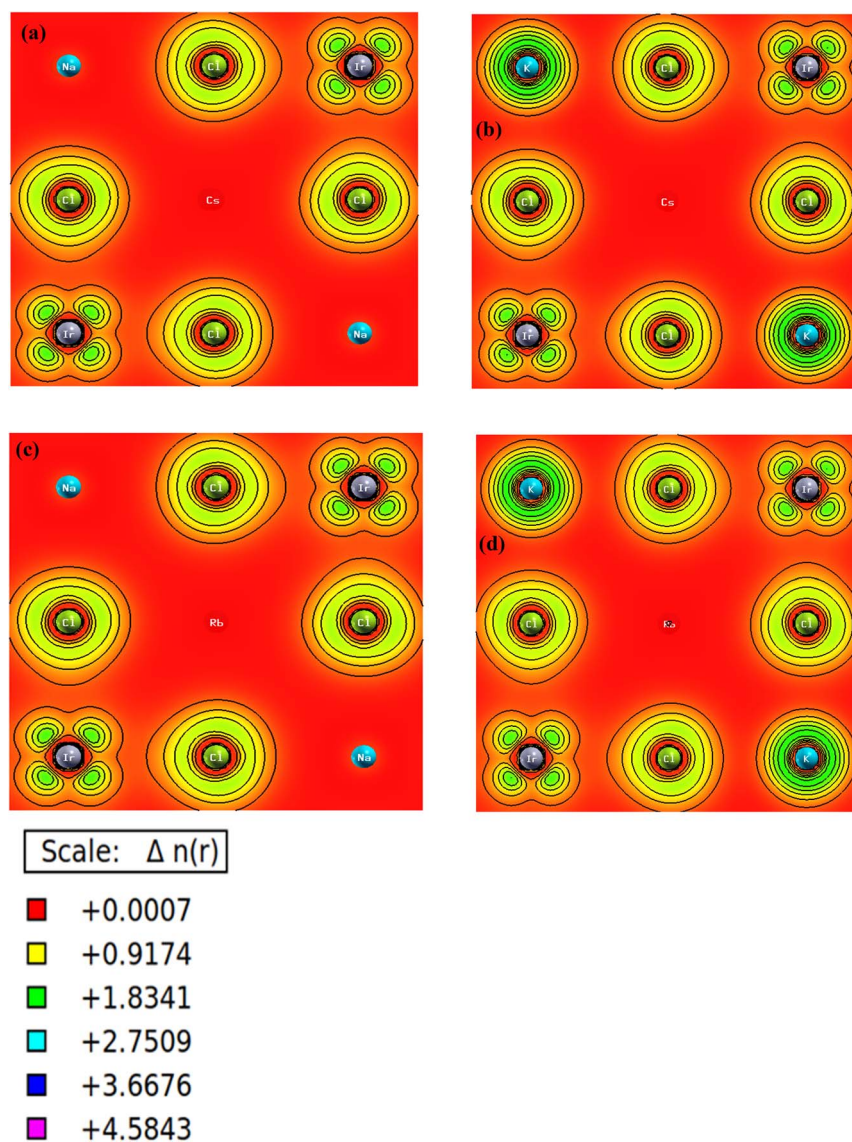 (a)
Na Cl Ir
Cl Cs Cl
Ir Cl Na
K Cl Ir
(b)
Cl Cs Cl
Ir Cl K
(c)
Na Cl Ir
Cl Rb Cl
Ir Cl Na
K Cl Ir
(d)
Cl Cl
Ir Cl K
Scale: Δ n(r)
+0.0007
+0.9174
+1.8341
+2.7509
+3.6676
+4.5843